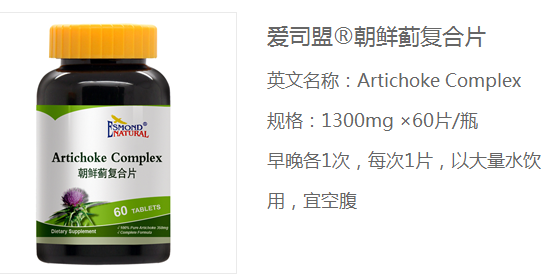 爱司盟®朝鲜蓟复合片
英文名称：Artichoke Complex
规格：1300mg ×60片/瓶
早晚各1次，每次1片，以大量水饮
用，宜空腹
ESMOND®
NATURAL
Artichoke Complex
朝鲜蓟复合片
60 TABLETS
Dietary Supplement